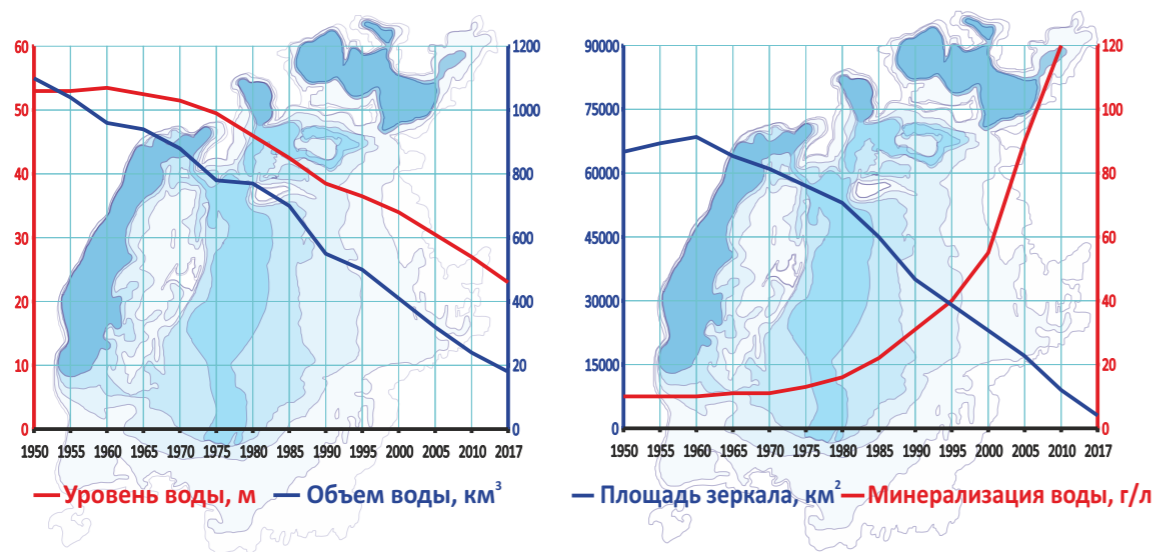 60 1200 90000 120
50 1000 75000 100
40 800 60000 80
30 600 45000 60
20 400 30000 40
10 20 15000 20
0 0 0 0
1950 1955 1960 1965 1970 1975 1980 1985 1990 1995 2000 2005 2010 2017
1950 1955 1960 1965 1970 1975 1980 1985 1990 1995 2000 2005 2010 2017
Уровень воды, м Объем воды, км³
Площадь зеркала, км² Минерализация воды, г/л